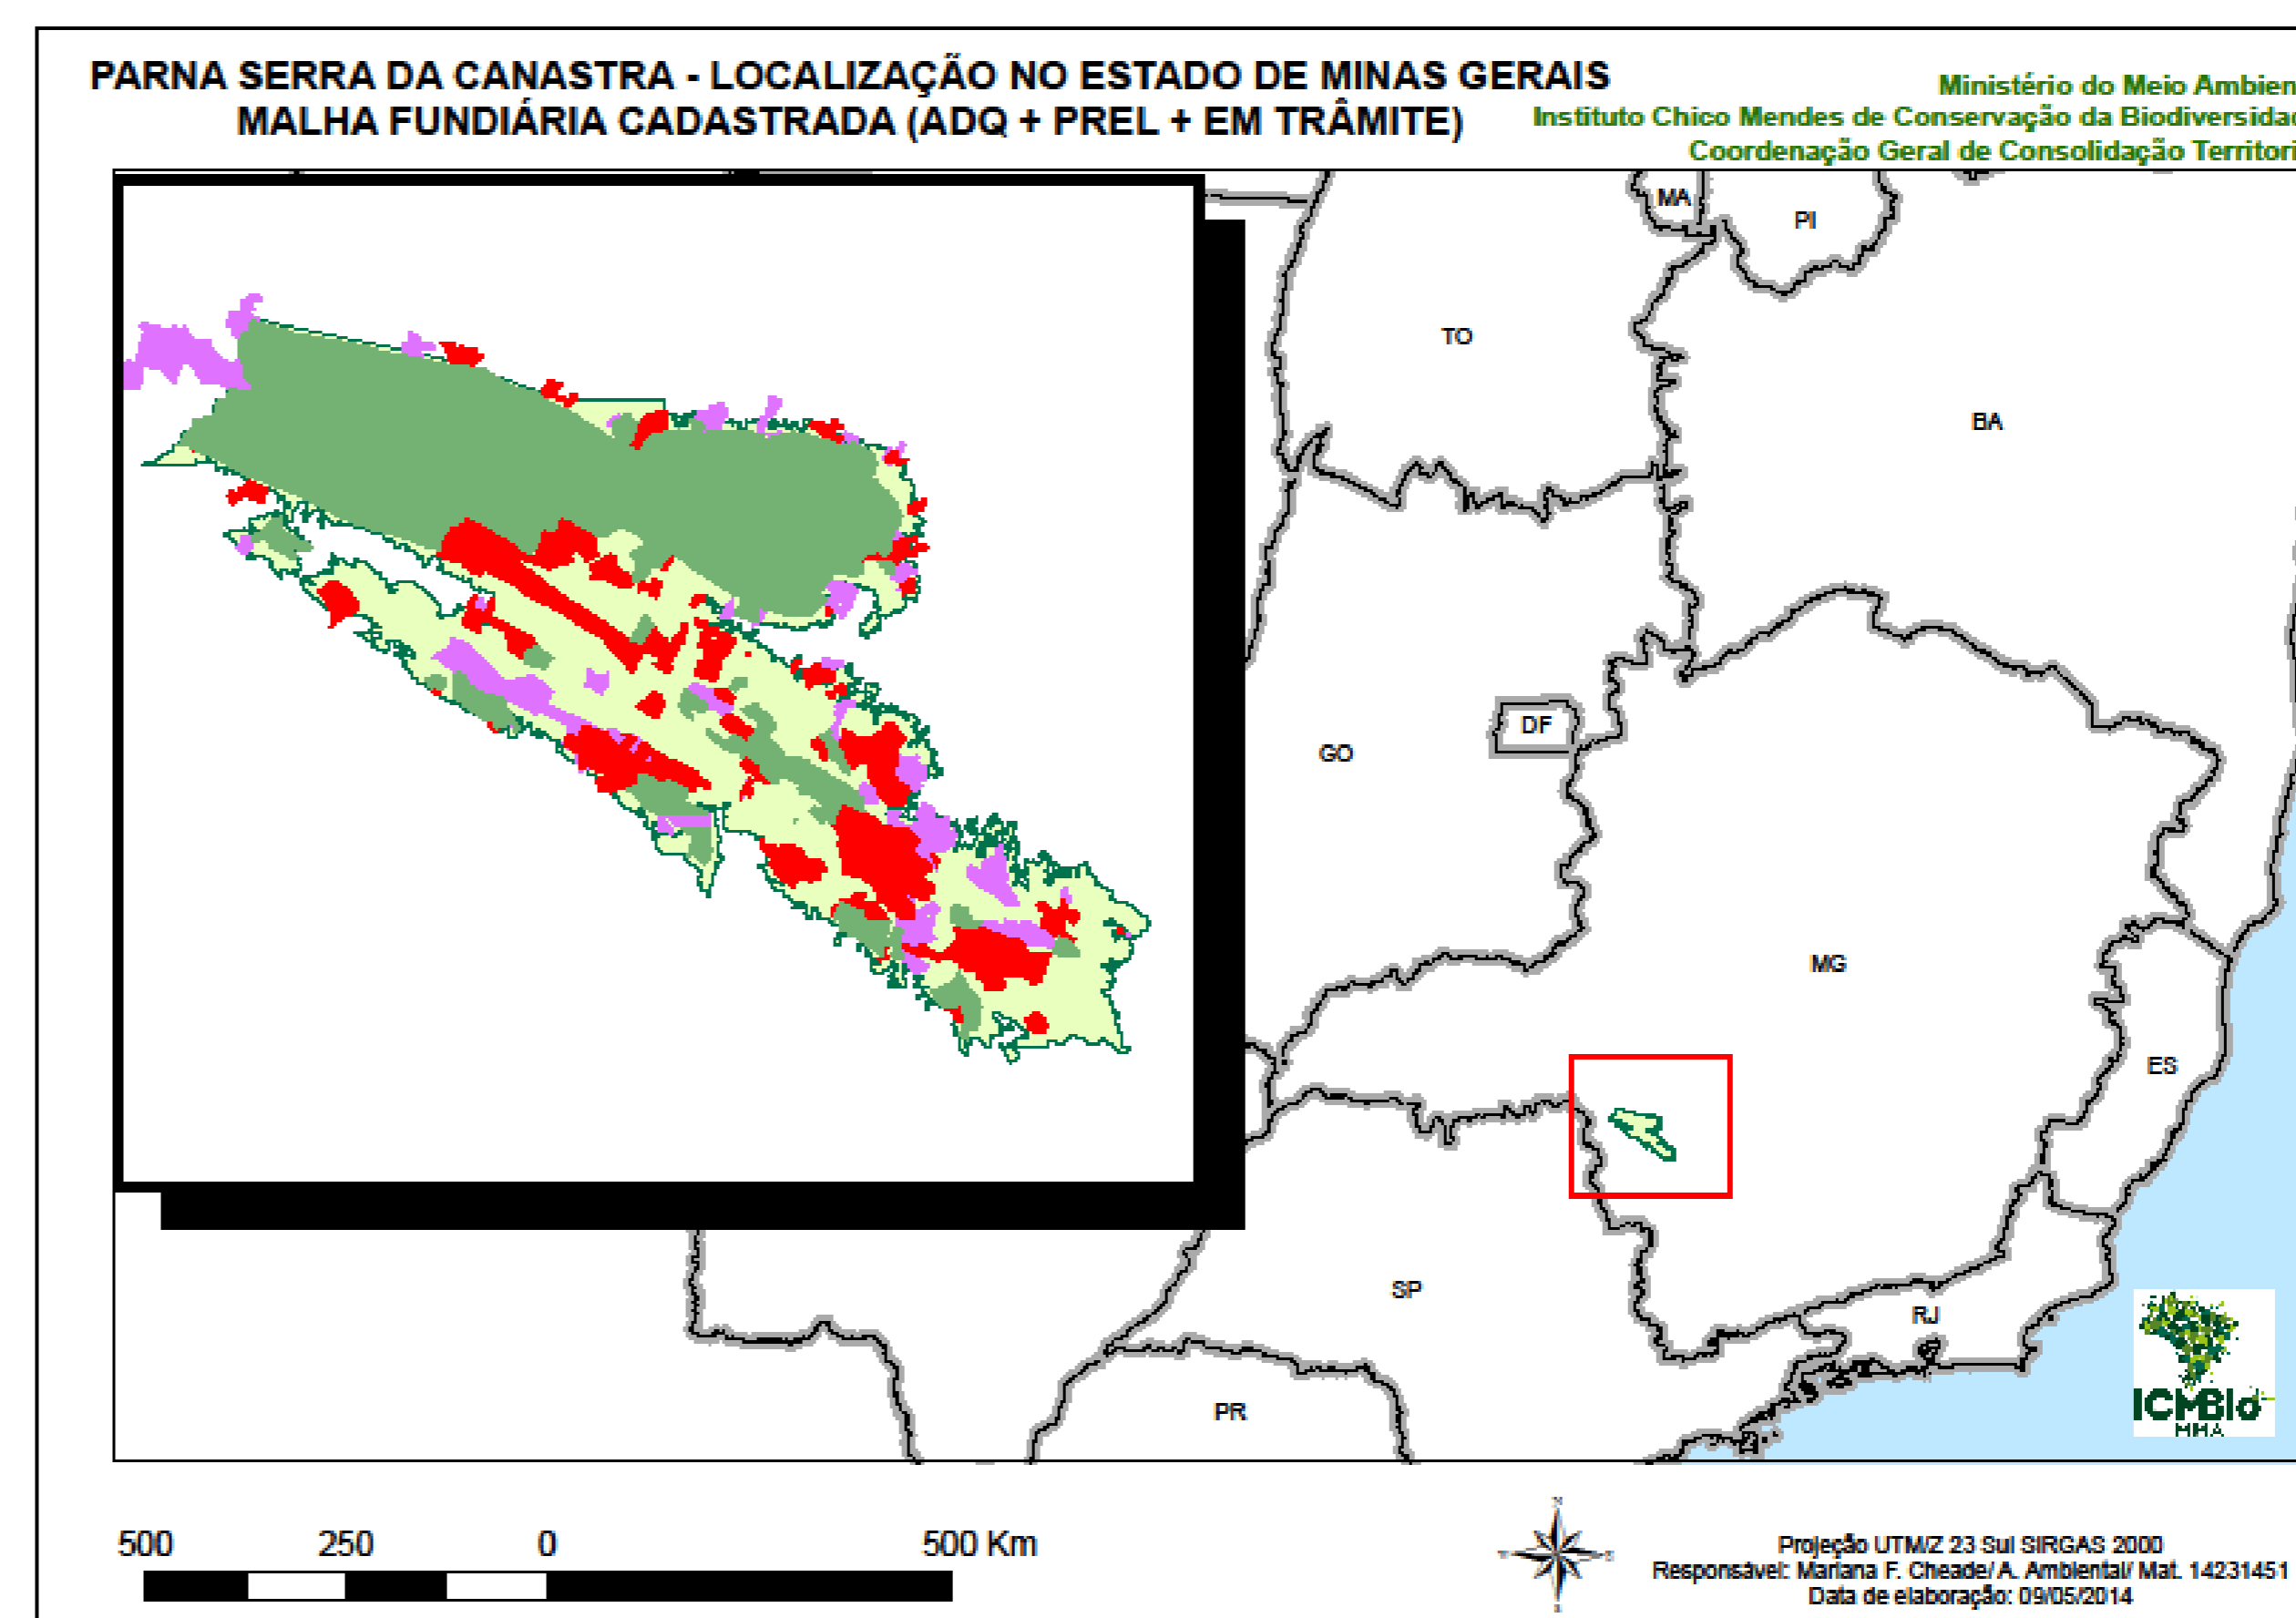 PARNA SERRA DA CANASTRA - LOCALIZAÇÃO NO ESTADO DE MINAS GERAIS
MALHA FUNDIÁRIA CADASTRADA (ADQ + PREL + EM TRÂMITE)
Ministério do Meio Ambien
Instituto Chico Mendes de Conservação da Biodiversidad
Coordenação Geral de Consolidação Territori
MA
PI
TO
BA
DF
GO
MG
ES
SP
RJ
PR
ICMBio
MMA
500 250 0 500 Km
N
S
Projeção UTM/Z 23 Sul SIRGAS 2000
Responsável: Mariana F. Cheade/ A. Ambiental/ Mat. 14231451
Data de elaboração: 09/05/2014